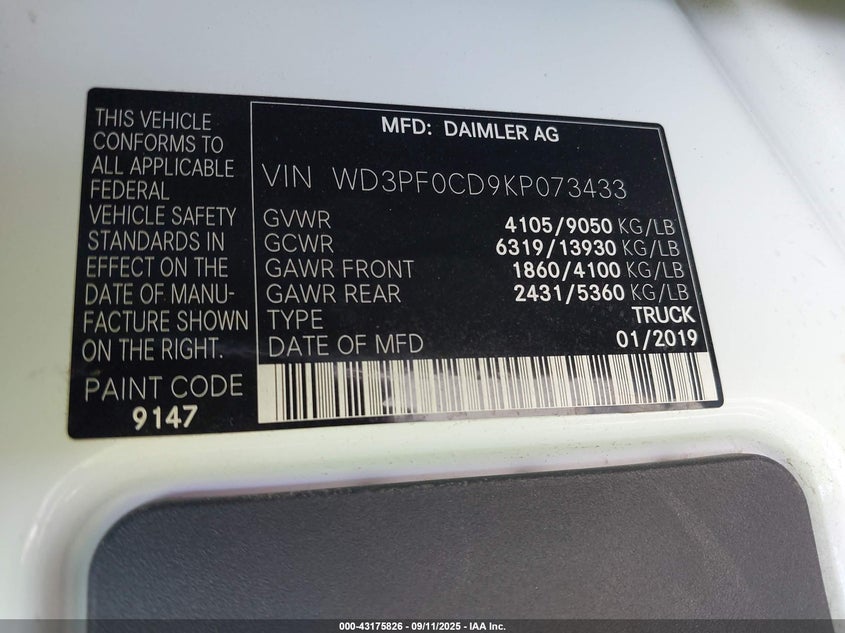 THIS VEHICLE
CONFORMS TO
ALL APPLICABLE
FEDERAL
VEHICLE SAFETY
STANDARDS IN
EFFECT ON THE
DATE OF MANU-
FACTURE SHOWN
ON THE RIGHT.
PAINT CODE
9147
MFD: DAIMLER AG
VIN WD3PF0CD9KP073433
GVWR 4105/9050 KG/LB
GCWR 6319/13930 KG/LB
GAWR FRONT 1860/4100 KG/LB
GAWR REAR 2431/5360 KG/LB
TYPE TRUCK
DATE OF MFD 01/2019
000-43175826 - 09/11/2025 - IAA Inc.